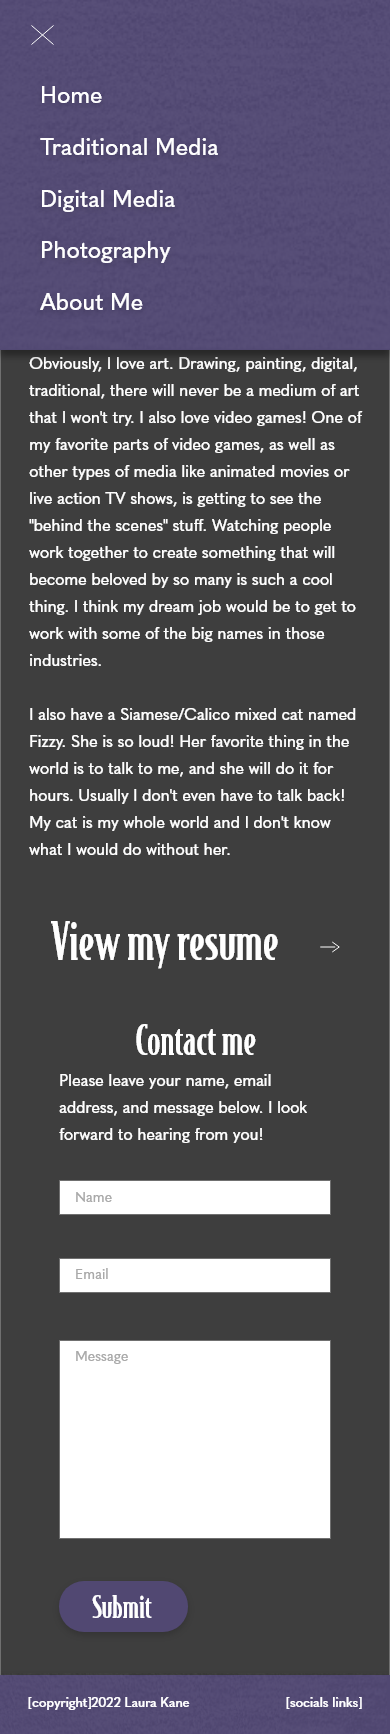 Home
Traditional Media
Digital Media
Photography
About Me
Obviously, I love art. Drawing, painting, digital,
traditional, there will never be a medium of art
that I won't try. I also love video games! One of
my favorite parts of video games, as well as
other types of media like animated movies or
live action TV shows, is getting to see the
"behind the scenes" stuff. Watching people
work together to create something that will
become beloved by so many is such a cool
thing. I think my dream job would be to get to
work with some of the big names in those
industries.
I also have a Siamese/Calico mixed cat named
Fizzy. She is so loud! Her favorite thing in the
world is to talk to me, and she will do it for
hours. Usually I don't even have to talk back!
My cat is my whole world and I don't know
what I would do without her.
View my resume
Contact me
Please leave your name, email
address, and message below. I look
forward to hearing from you!
Name
Email
Message
Submit
[copyright]2022 Laura Kane
[socials links]